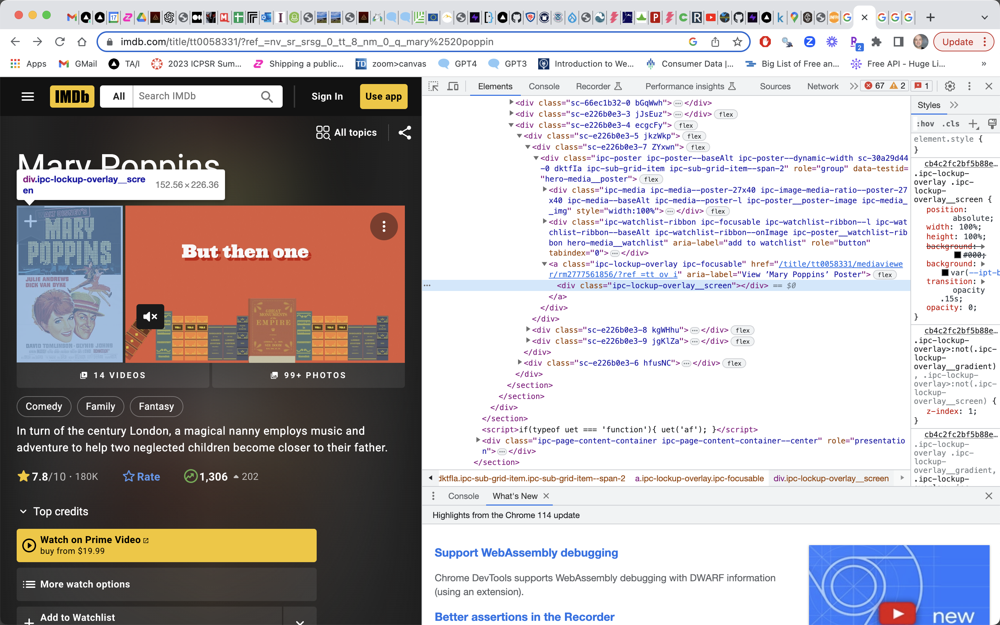 imdb.com/title/tt0058331/?ref_=nv_sr_srsg_0_tt_8_nm_0_q_mary%2520poppin
Update
2
Apps
GMail
TA/I
2023 ICPSR Sum...
Shipping a public...
TD zoom>canvas
GPT4
GPT3
Introduction to We...
Consumer Data |...
Big List of Free an...
Free API - Huge Li...
»
IMDb
All
Search IMDb
Sign In
Use app
All topics
Mary Poppins
div.ipc-lockup-overlay__scre
en
152.56×226.36
WALT DISNEY'S
MARY
POPPINS
JULIE ANDREWS
DICK VAN DYKE
DAVID TOMLINSON · GLYNIS JOHNS
But then one
GREAT
MONUMENTS
EMPIRE
SIR BOOM
VOL1 VOL2 VOL3
VOL1 VOL2 VOL3
14 VIDEOS
99+ PHOTOS
Comedy
Family
Fantasy
In turn of the century London, a magical nanny employs music and
adventure to help two neglected children become closer to their father.
7.8/10 · 180K
Rate
1,306
202
Top credits
Watch on Prime Video
buy from $19.99
More watch options
Add to Watchlist
Elements
Console
Recorder
Performance insights
Sources
Network
67
2
1
<div class="sc-66ec1b32-0 bGqWwh">…</div>
<div class="sc-e226b0e3-3 jJsEuz">…</div> flex
<div class="sc-e226b0e3-4 ecgcFy"> flex
<div class="sc-e226b0e3-5 jkzWkp"> flex
<div class="sc-e226b0e3-7 ZYxwn"> flex
<div class="ipc-poster ipc-poster--baseAlt ipc-poster--dynamic-width sc-30a29d44
-0 dktfIa ipc-sub-grid-item ipc-sub-grid-item--span-2" role="group" data-testid=
"hero-media__poster"> flex
<div class="ipc-media ipc-media--poster-27x40 ipc-image-media-ratio--poster-27
x40 ipc-media--baseAlt ipc-media--poster-l ipc-poster__poster-image ipc-media_
_img" style="width:100%">…</div> flex
<div class="ipc-watchlist-ribbon ipc-focusable ipc-watchlist-ribbon--l ipc-wat
chlist-ribbon--baseAlt ipc-watchlist-ribbon--onImage ipc-poster__watchlist-rib
bon hero-media__watchlist" aria-label="add to watchlist" role="button"
tabindex="0">…</div>
<a class="ipc-lockup-overlay ipc-focusable" href="/title/tt0058331/mediaviewe
r/rm2777561856/?ref_=tt_ov_i" aria-label="View ’Mary Poppins’ Poster"> flex
<div class="ipc-lockup-overlay__screen"></div> == $0
</a>
</div>
</div>
<div class="sc-e226b0e3-8 kgWHhu">…</div> flex
<div class="sc-e226b0e3-9 jgKlZa">…</div> flex
</div>
<div class="sc-e226b0e3-6 hfusNC">…</div> flex
</div>
</section>
</section>
</div>
</section>
<script>if(typeof uet === 'function'){ uet('af'); }</script>
<div class="ipc-page-content-container ipc-page-content-container--center" role="presentatio
n">…</div>
</section>
dktfIa.ipc-sub-grid-item.ipc-sub-grid-item--span-2
a.ipc-lockup-overlay.ipc-focusable
div.ipc-lockup-overlay__screen
Styles
:hov .cls
element.style {
}
cb4c2fc2bf5b88e…
.ipc-lockup-
overlay .ipc-
lockup-
overlay__screen {
position:
absolute;
width: 100%;
height: 100%;
background:
#000;
background:
var(--ipt-b
transition:
opacity
.15s;
opacity: 0;
}
cb4c2fc2bf5b88e…
.ipc-lockup-
overlay>:not(.ipc-
lockup-
overlay__gradient)
, .ipc-lockup-
overlay>:not(.ipc-
lockup-
overlay__screen) {
z-index: 1;
}
cb4c2fc2bf5b88e…
.ipc-lockup-
overlay .ipc-
lockup-
overlay__gradient,
.ipc-lockup-
Console
What's New
Highlights from the Chrome 114 update
Support WebAssembly debugging
Chrome DevTools supports WebAssembly debugging with DWARF information
(using an extension).
Better assertions in the Recorder
new